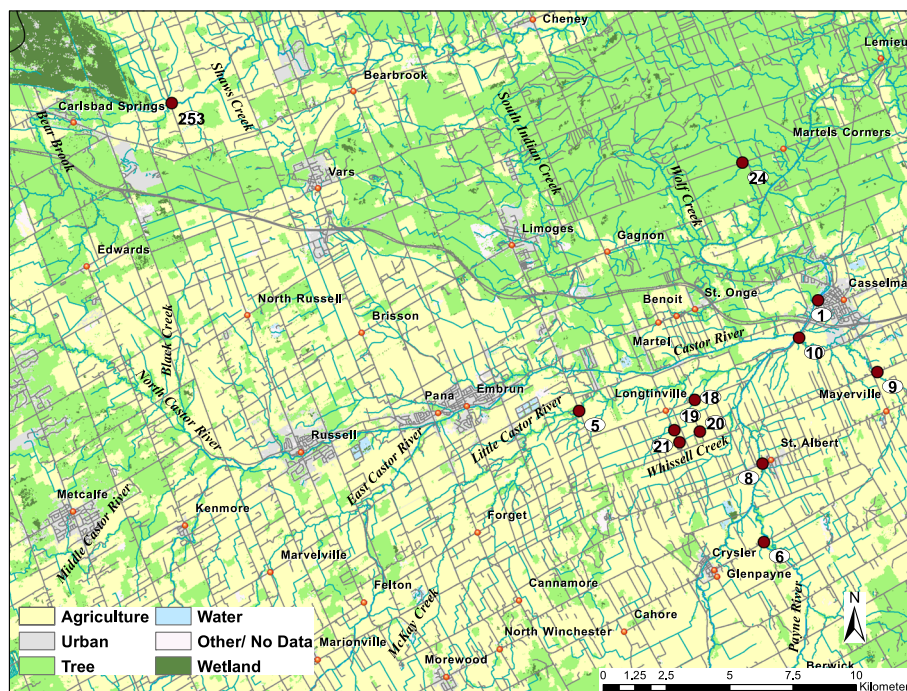 Cheney
Lemieu
Shaws Creek
Bearbrook
Carlsbad Springs
253
Bear Brook
South Indian Creek
Martels Corners
24
Vars
Wolf Creek
Limoges
Gagnon
Edwards
Casselma
North Russell
Benoit
St. Onge
1
Black Creek
Brisson
Martel
Castor River
10
North Castor River
Pana
Embrun
Longtinville
18
9
Mayerville
5
19
20
Little Castor River
Russell
East Castor River
21
Whissell Creek
St. Albert
8
Metcalfe
Middle Castor River
Kenmore
Forget
6
Crysler
Glenpayne
Marvelville
Felton
Cannamore
McKay Creek
Cahore
Payne River
N
North Winchester
Marionville
Morewood
Berwick
Agriculture
Water
Urban
Other/ No Data
Tree
Wetland
0 1.25 2.5 5 7.5 10
Kilometer